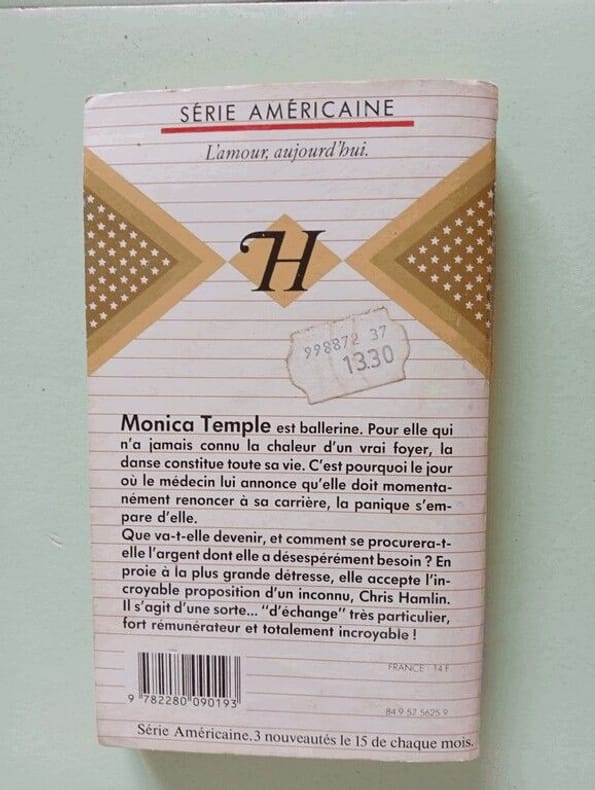 SÉRIE AMÉRICAINE
L'amour, aujourd'hui.
H
998872 37
13.30
Monica Temple est ballerine. Pour elle qui
n'a jamais connu la chaleur d'un vrai foyer, la
danse constitue toute sa vie. C'est pourquoi le jour
où le médecin lui annonce qu'elle doit momenta-
nément renoncer à sa carrière, la panique s'em-
pare d'elle.
Que va-t-elle devenir, et comment se procurera-t-
elle l'argent dont elle a désespérément besoin ? En
proie à la plus grande détresse, elle accepte l'in-
croyable proposition d'un inconnu, Chris Hamlin.
Il s'agit d'une sorte... "d'échange" très particulier,
fort rémunérateur et totalement incroyable !
FRANCE : 14 F
9 782280 090193
84 9 57 5625 9
Série Américaine. 3 nouveautés le 15 de chaque mois.